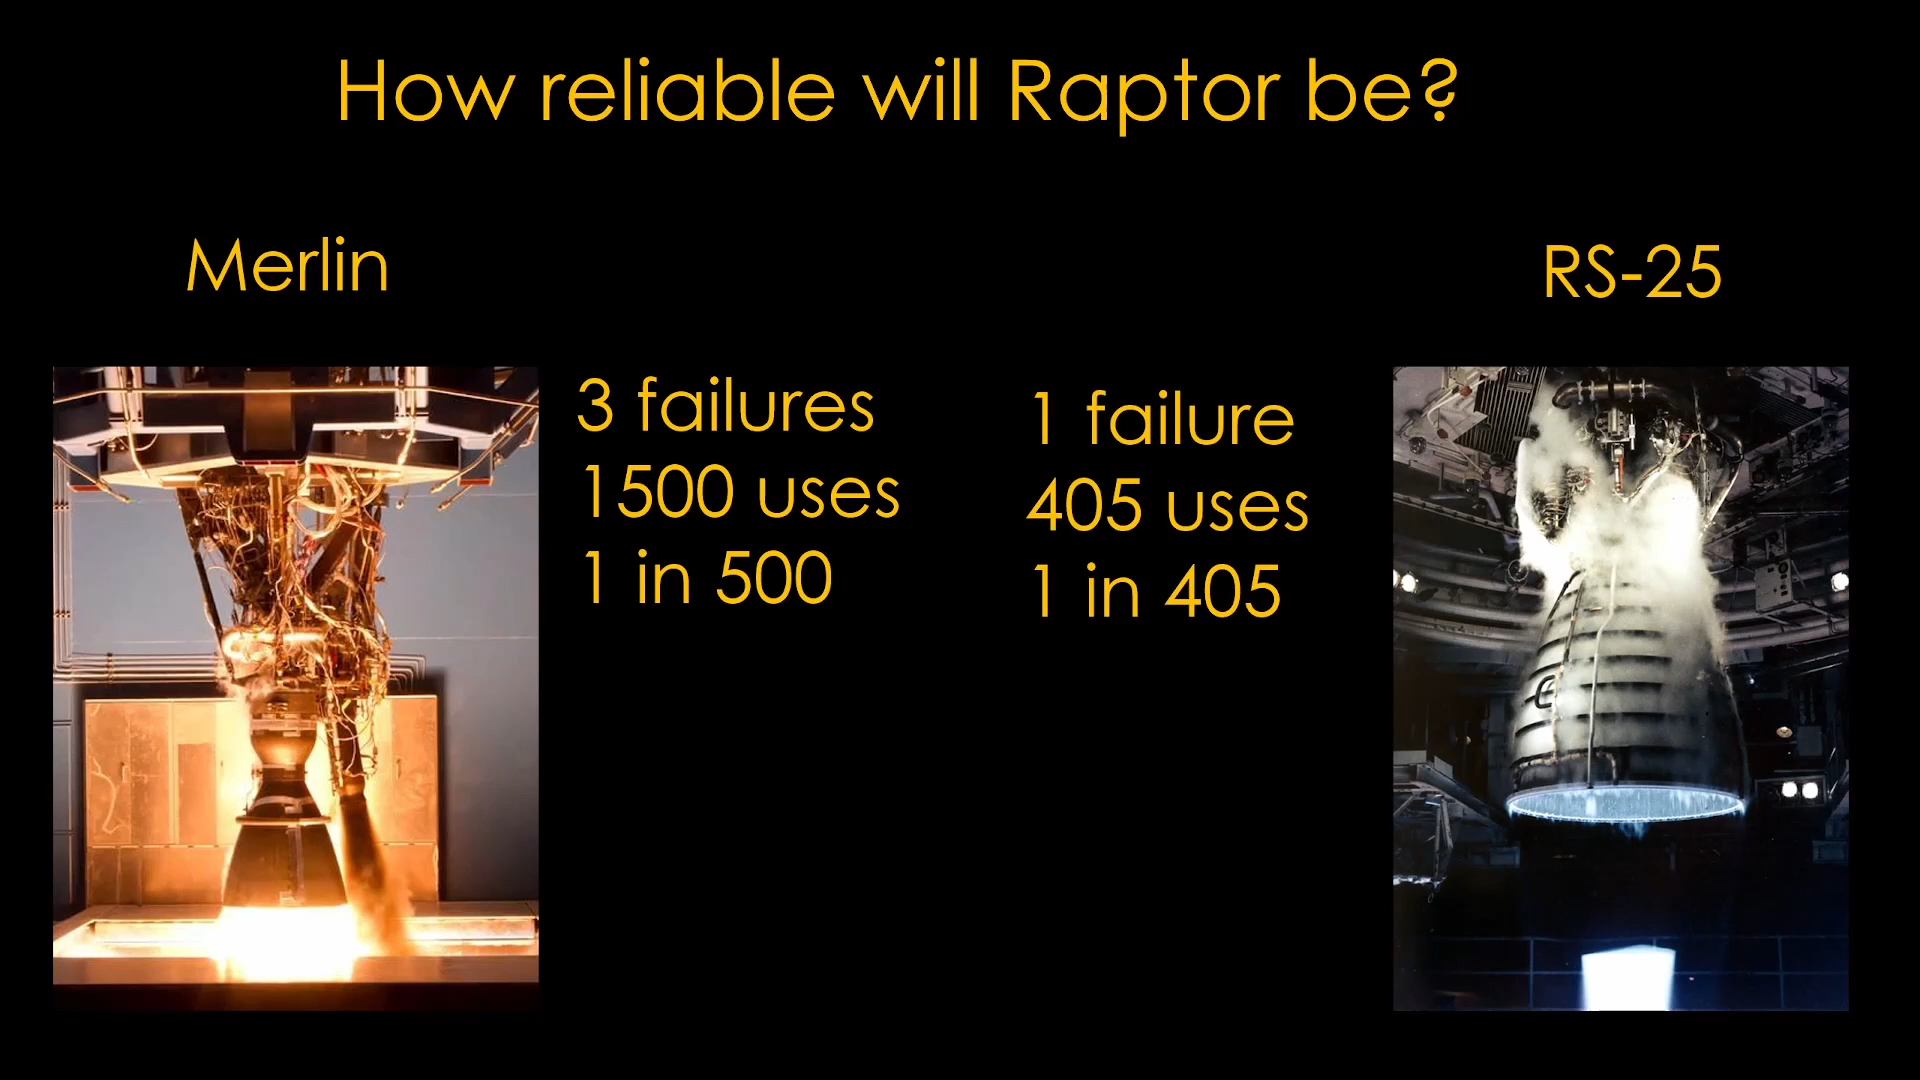 How reliable will Raptor be?
Merlin
RS-25
3 failures
1500 uses
1 in 500
1 failure
405 uses
1 in 405